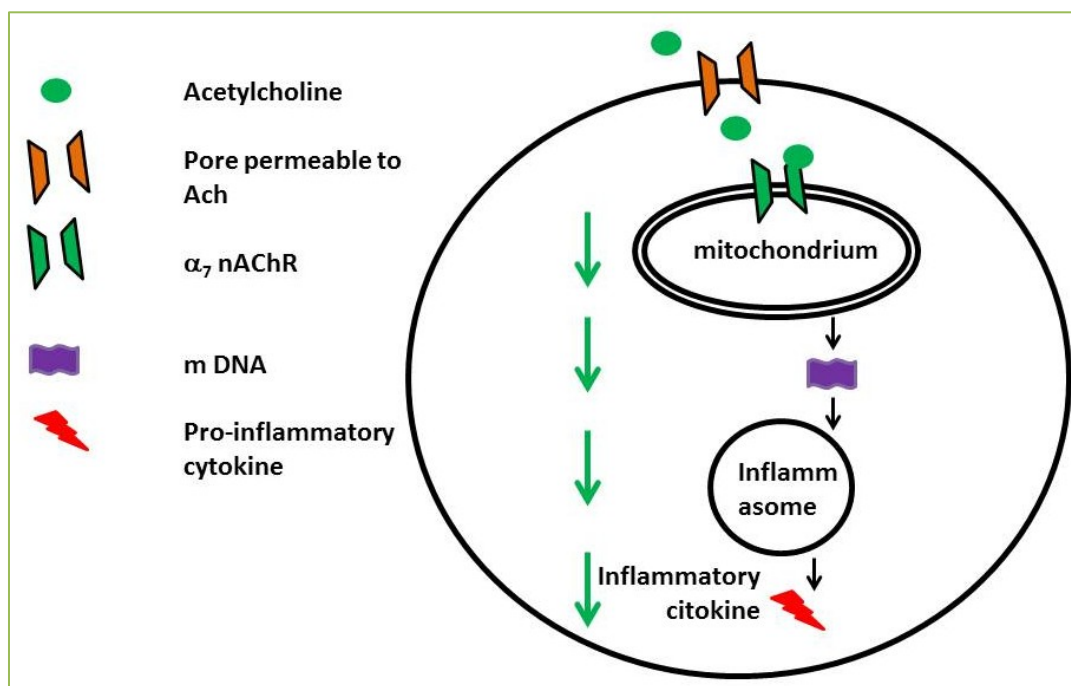 Acetylcholine
Pore permeable to
Ach
α₇ nAChR
m DNA
Pro-inflammatory
cytokine
mitochondrium
Inflamm
asome
Inflammatory
citokine